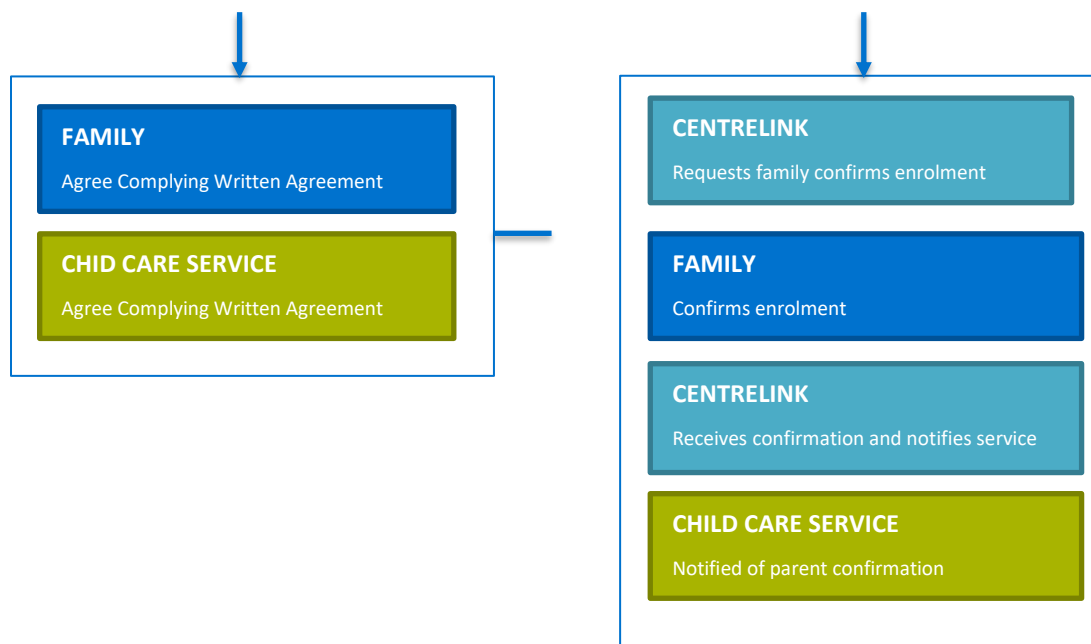 FAMILY
Agree Complying Written Agreement
CHID CARE SERVICE
Agree Complying Written Agreement
CENTRELINK
Requests family confirms enrolment
FAMILY
Confirms enrolment
CENTRELINK
Receives confirmation and notifies service
CHILD CARE SERVICE
Notified of parent confirmation